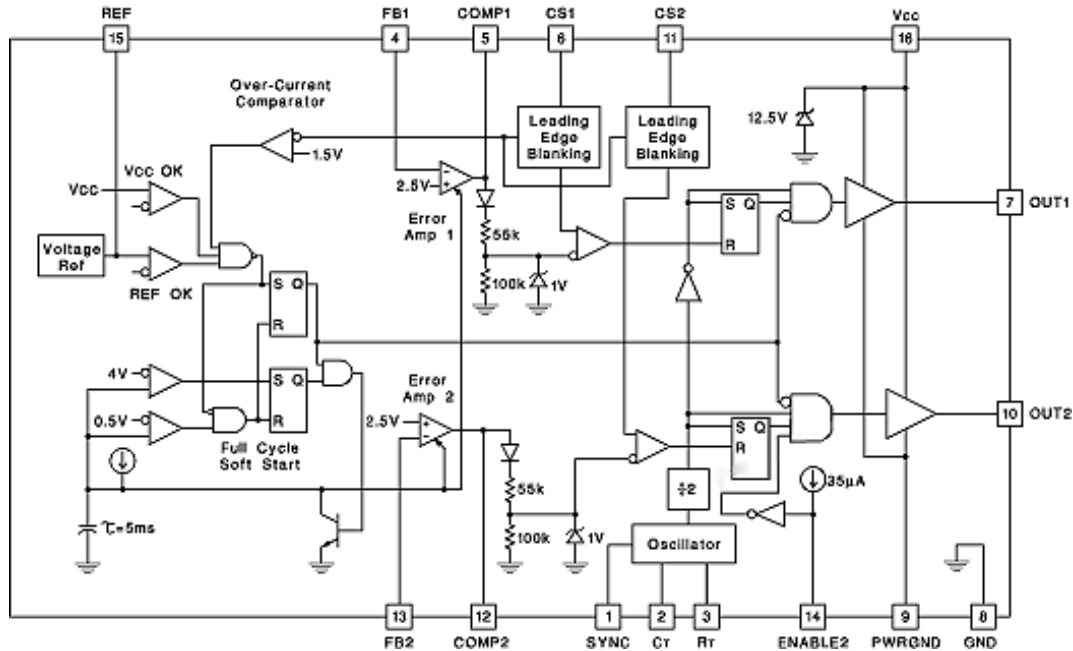 REF
FB1
COMP1
CS1
CS2
Vcc
15
4
5
6
11
16
Over-Current
Comparator
Leading
Edge
Blanking
Leading
Edge
Blanking
12.5V
1.5V
Vcc OK
Vcc
2.5V
S Q
R
7
OUT1
Error
Amp 1
55k
Voltage
Ref
REF OK
100k
1V
S Q
R
4V
S Q
R
Error
Amp 2
0.5V
2.5V
10
OUT2
S Q
R
Full Cycle
Soft Start
55k
÷2
35µA
τ=5ms
100k
1V
Oscillator
13
12
1
2
3
14
9
8
FB2
COMP2
SYNC
CT
RT
ENABLE2
PWRGND
GND